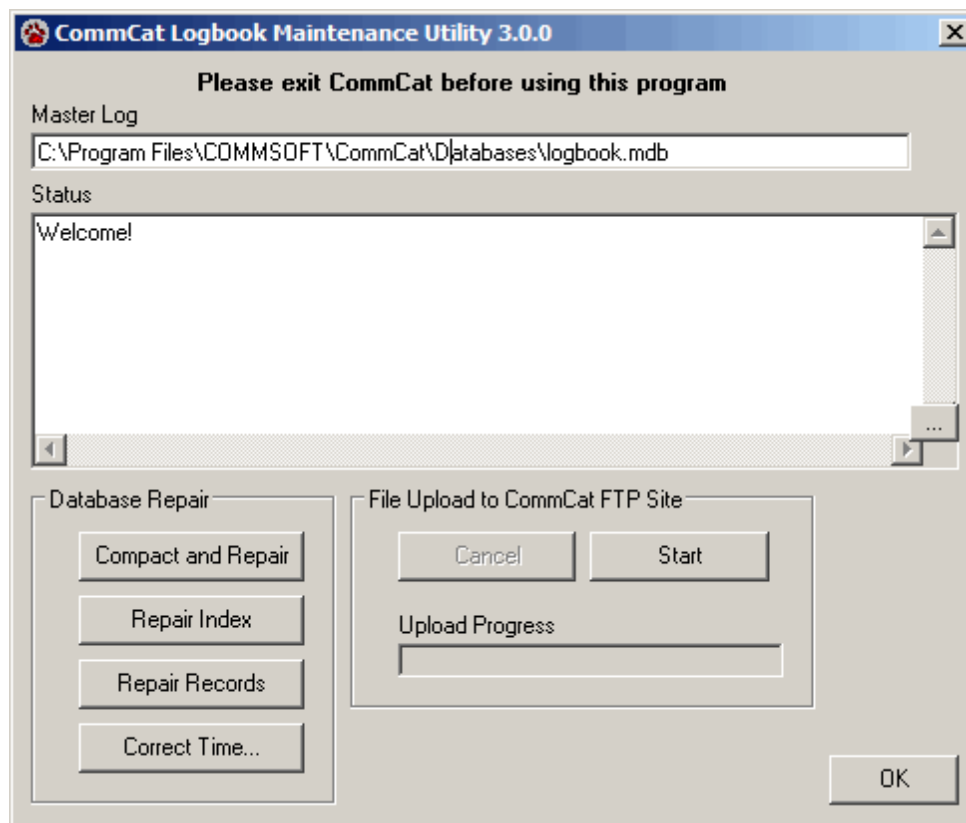 CommCat Logbook Maintenance Utility 3.0.0
Please exit CommCat before using this program
Master Log
C:\Program Files\COMMSOFT\CommCat\Databases\logbook.mdb
Status
Welcome!
...
Database Repair
Compact and Repair
Repair Index
Repair Records
Correct Time...
File Upload to CommCat FTP Site
Cancel
Start
Upload Progress
OK